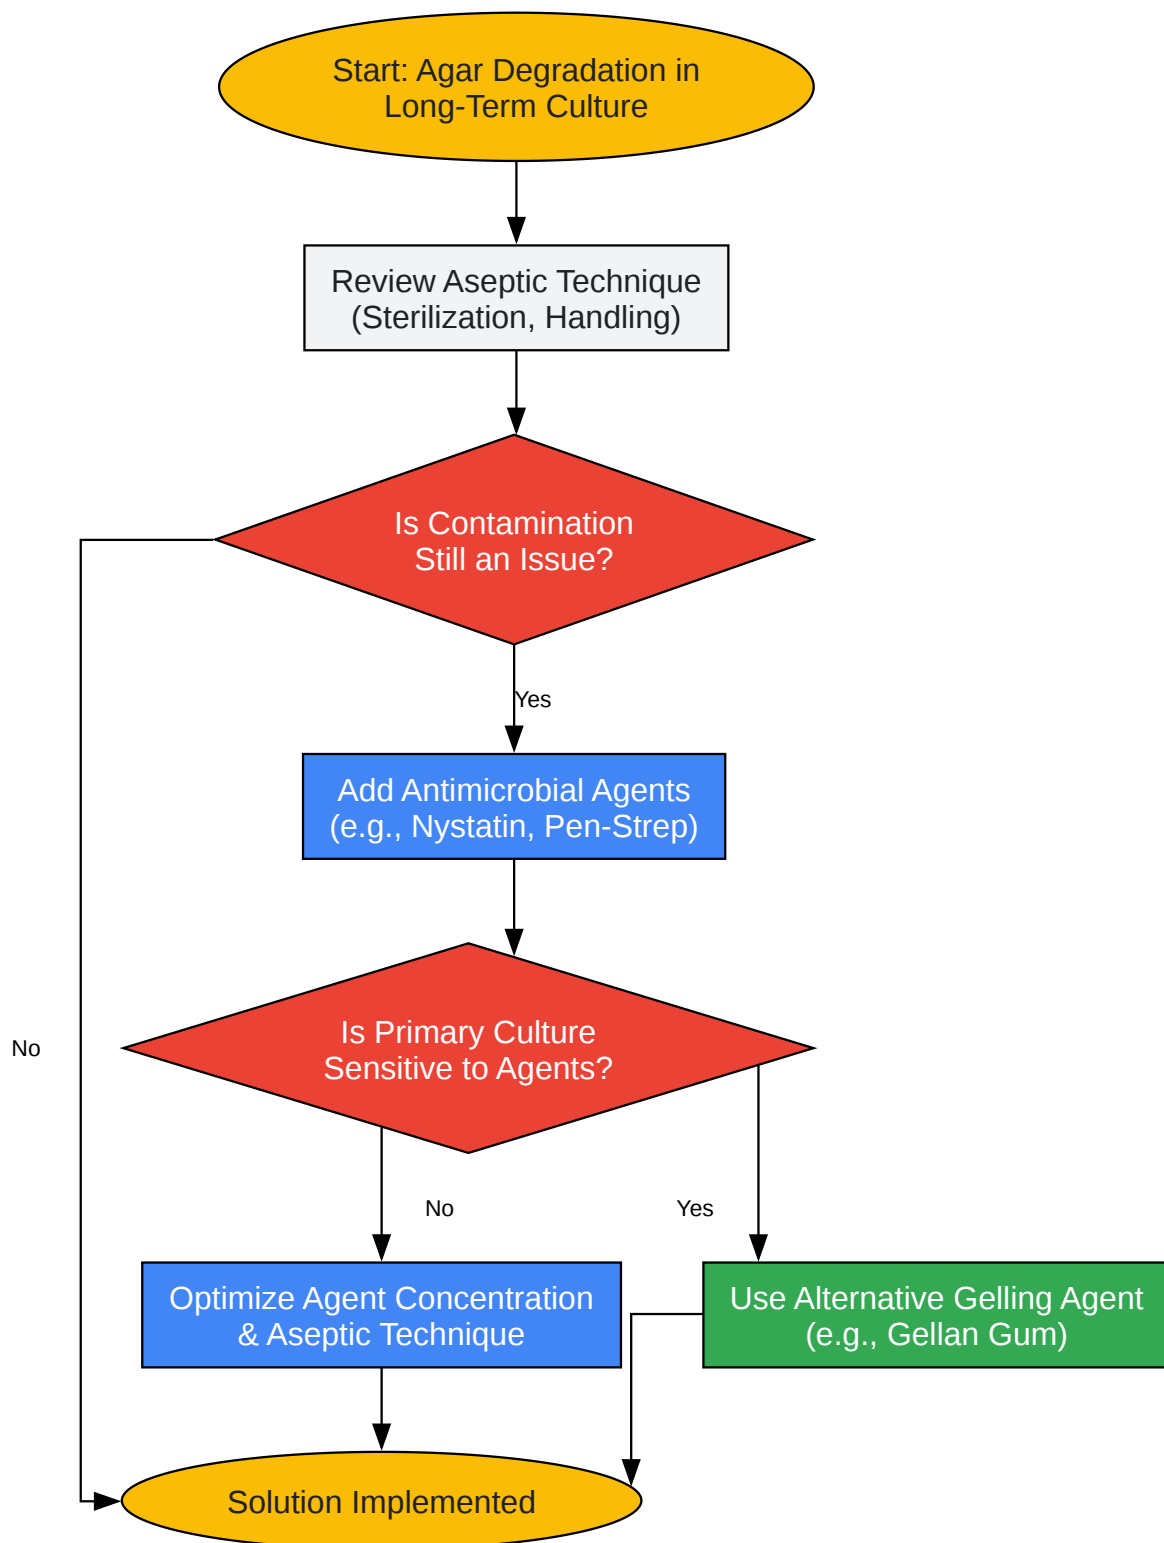 Start: Agar Degradation in
Long-Term Culture
Review Aseptic Technique
(Sterilization, Handling)
Is Contamination
Still an Issue?
Yes
Add Antimicrobial Agents
(e.g., Nystatin, Pen-Strep)
Is Primary Culture
Sensitive to Agents?
No
No
Yes
Optimize Agent Concentration
& Aseptic Technique
Use Alternative Gelling Agent
(e.g., Gellan Gum)
Solution Implemented